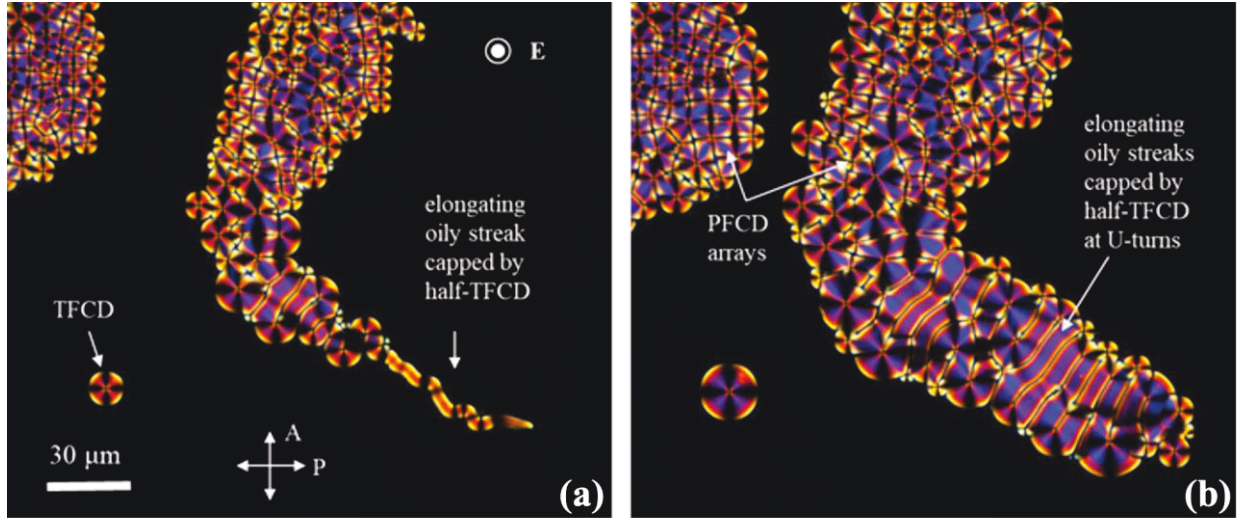 E
elongating
oily streak
capped by
half-TFCD
TFCD
30 μm
A
P
(a)
elongating
oily streaks
capped by
half-TFCD
at U-turns
PFCD
arrays
(b)